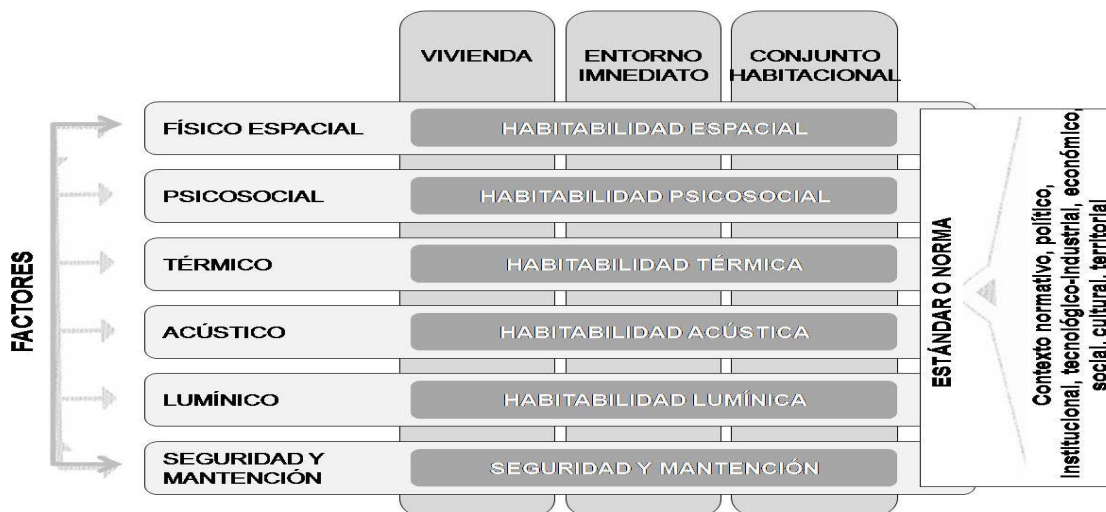 VIVIENDA
ENTORNO
IMNEDIATO
CONJUNTO
HABITACIONAL
FACTORES
FÍSICO ESPACIAL
HABITABILIDAD ESPACIAL
PSICOSOCIAL
HABITABILIDAD PSICOSOCIAL
TÉRMICO
HABITABILIDAD TÉRMICA
ACÚSTICO
HABITABILIDAD ACÚSTICA
LUMÍNICO
HABITABILIDAD LUMÍNICA
SEGURIDAD Y
MANTENCIÓN
SEGURIDAD Y MANTENCIÓN
ESTÁNDAR O NORMA
Contexto normativo, político,
Institucional, tecnológico-industrial, económico,
social, cultural, territorial